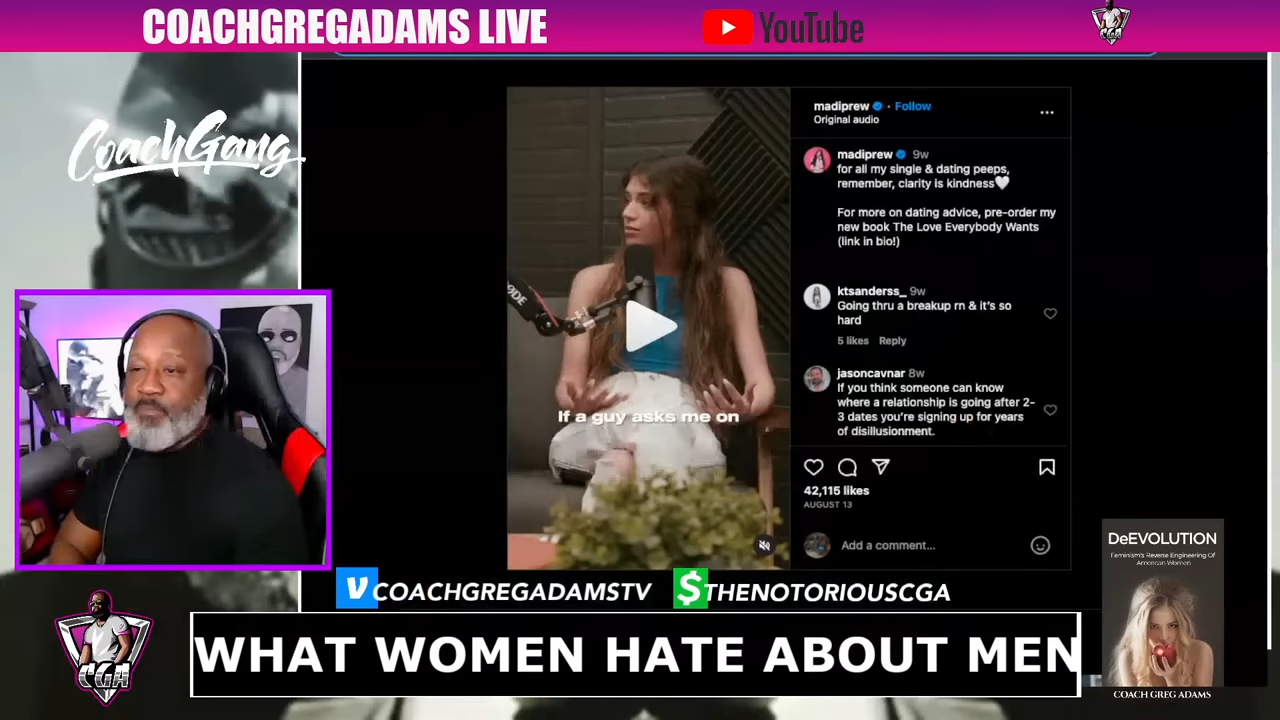 COACHGREGADAMS LIVE
YouTube
CoachGang
madiprew • Follow
Original audio
madiprew 9w
for all my single & dating peeps,
remember, clarity is kindness🤍
For more on dating advice, pre-order my
new book The Love Everybody Wants
(link in bio!)
ktsanderss_ 9w
Going thru a breakup rn & it's so
hard
5 likes Reply
jasoncavnar 8w
If you think someone can know
where a relationship is going after 2-
3 dates you're signing up for years
of disillusionment.
42,115 likes
AUGUST 13
Add a comment...
If a guy asks me on
COACHGREGADAMSTV
$THENOTORIOUSCGA
WHAT WOMEN HATE ABOUT MEN
CGA
DeEVOLUTION
Feminism's Reverse Engineering Of
American Women
COACH GREG ADAMS